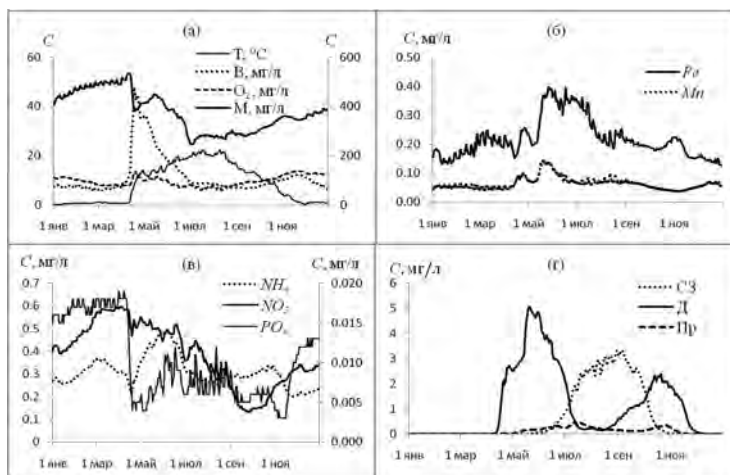 (а)
C
C
60
600
T, °C
В, мг/л
O₂, мг/л
М, мг/л
40
400
20
200
0
0
1 янв
1 мар
1 май
1 июл
1 сен
1 ноя
(б)
C, мг/л
0.50
Fe
Mn
0.40
0.30
0.20
0.10
0.00
1 янв
1 мар
1 май
1 июл
1 сен
1 ноя
(в)
C, мг/л
C, мг/л
0.7
0.020
NH₄
0.6
NO₂
0.5
0.015
PO₄
0.4
0.010
0.3
0.2
0.005
0.1
0
0.000
1 янв
1 мар
1 май
1 июл
1 сен
1 ноя
(г)
C, мг/л
6
СЗ
Д
5
Пр
4
3
2
1
0
1 янв
1 мар
1 май
1 июл
1 сен
1 ноя